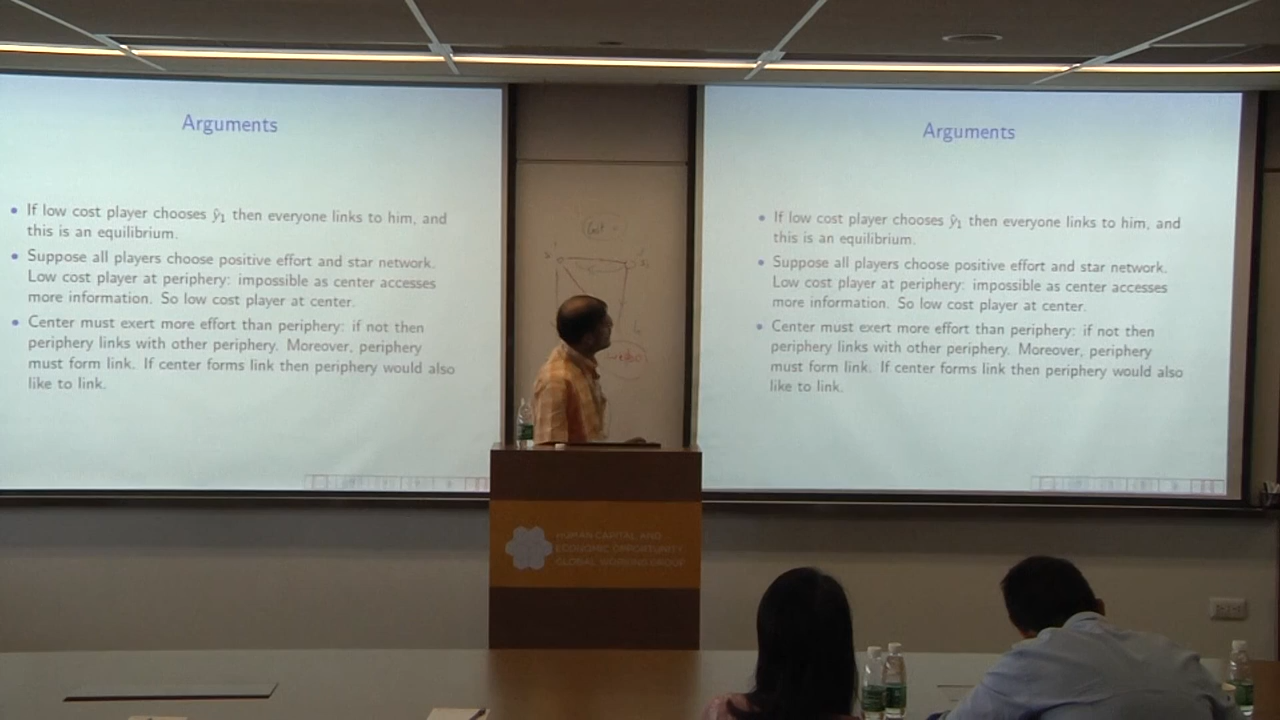 Arguments
• If low cost player chooses ŷ₁ then everyone links to him, and
this is an equilibrium.
• Suppose all players choose positive effort and star network.
Low cost player at periphery: impossible as center accesses
more information. So low cost player at center.
• Center must exert more effort than periphery: if not then
periphery links with other periphery. Moreover, periphery
must form link. If center forms link then periphery would also
like to link.
Arguments
• If low cost player chooses ŷ₁ then everyone links to him, and
this is an equilibrium.
• Suppose all players choose positive effort and star network.
Low cost player at periphery: impossible as center accesses
more information. So low cost player at center.
• Center must exert more effort than periphery: if not then
periphery links with other periphery. Moreover, periphery
must form link. If center forms link then periphery would also
like to link.
HUMAN CAPITAL AND
ECONOMIC OPPORTUNITY
GLOBAL WORKING GROUP